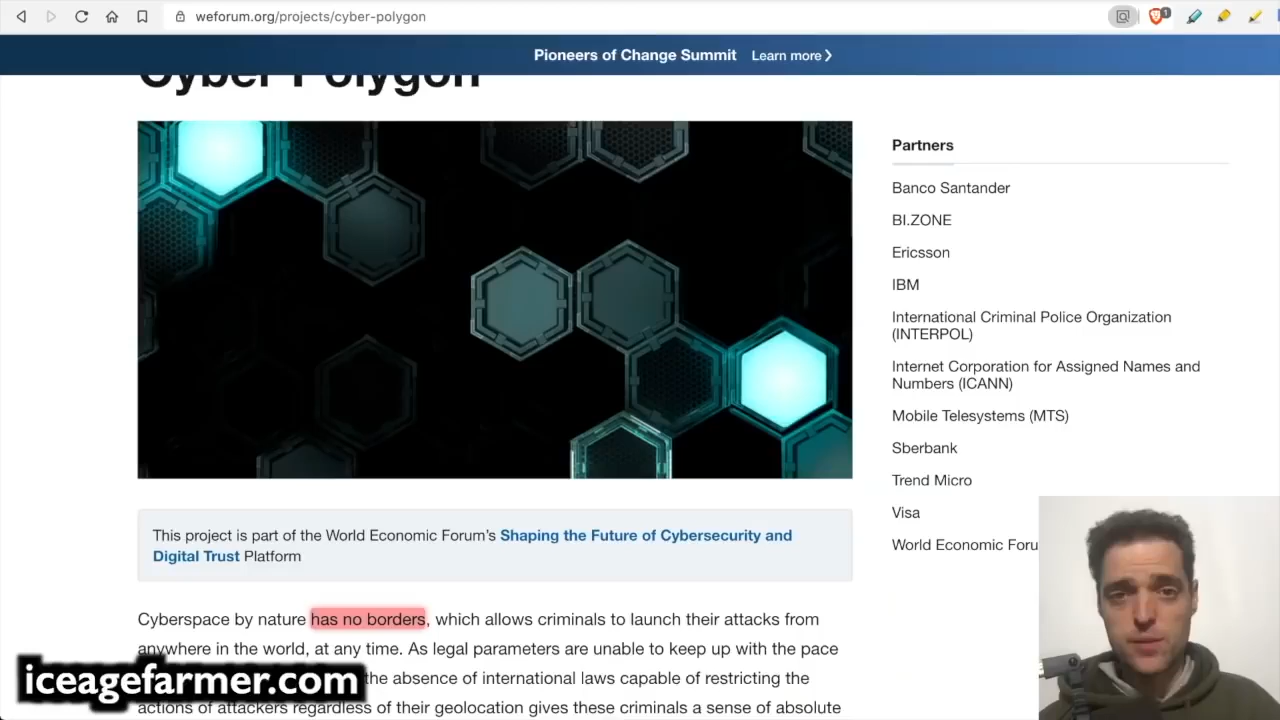 weforum.org/projects/cyber-polygon
1
Pioneers of Change Summit Learn more
Cyber Polygon
Partners
Banco Santander
BI.ZONE
Ericsson
IBM
International Criminal Police Organization
(INTERPOL)
Internet Corporation for Assigned Names and
Numbers (ICANN)
Mobile Telesystems (MTS)
Sberbank
Trend Micro
Visa
World Economic Foru
This project is part of the World Economic Forum's Shaping the Future of Cybersecurity and
Digital Trust Platform
Cyberspace by nature has no borders, which allows criminals to launch their attacks from
anywhere in the world, at any time. As legal parameters are unable to keep up with the pace
the absence of international laws capable of restricting the
actions of attackers regardless of their geolocation gives these criminals a sense of absolute
iceagefarmer.com